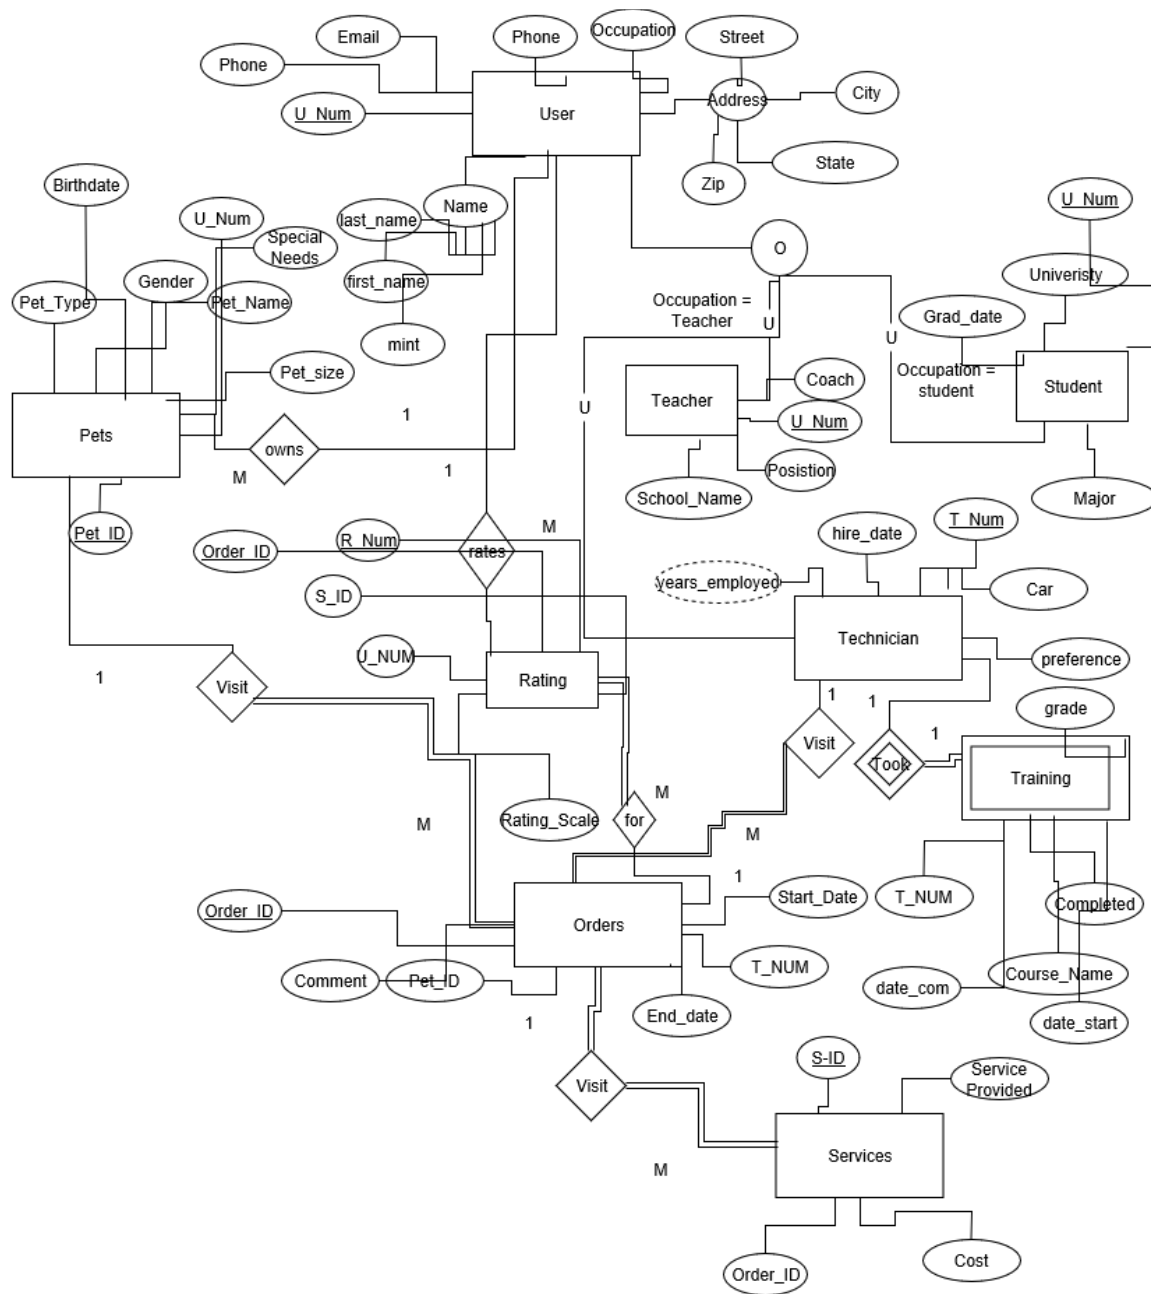 Street
Email
Phone
Occupation
Phone
City
Address
U_Num
User
State
Zip
Birthdate
U_Num
Name
last_name
U_Num
Special
Needs
O
Gender
Univeristy
first_name
Pet_Type
Pet_Name
Occupation =
Teacher
U
Grad_date
mint
U
Pet_size
Occupation =
student
Coach
Student
Teacher
U
1
U_Num
Pets
owns
1
Posistion
M
School_Name
Major
T_Num
M
hire_date
Pet_ID
R_Num
Order_ID
rates
years_employed
Car
S_ID
Technician
U_NUM
preference
1
Rating
Visit
1
1
grade
1
Visit
Took
Training
M
Rating_Scale
for
M
M
1
Start_Date
T_NUM
Completed
Order_ID
Orders
T_NUM
Comment
Pet_ID
Course_Name
date_com
End_date
1
date_start
S-ID
Service
Provided
Visit
Services
M
Cost
Order_ID